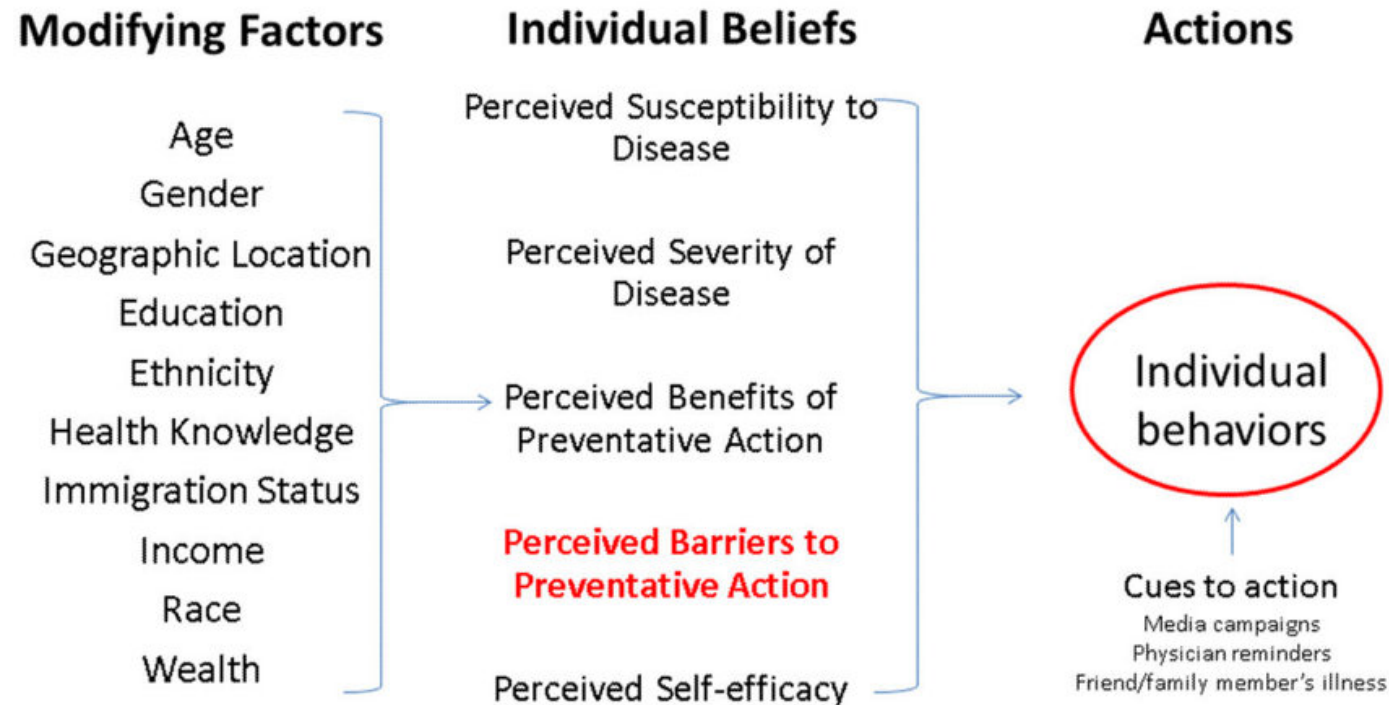 Modifying Factors
Individual Beliefs
Actions
Age
Gender
Geographic Location
Education
Ethnicity
Health Knowledge
Immigration Status
Income
Race
Wealth
Perceived Susceptibility to
Disease
Perceived Severity of
Disease
Perceived Benefits of
Preventative Action
Perceived Barriers to
Preventative Action
Perceived Self-efficacy
Individual
behaviors
Cues to action
Media campaigns
Physician reminders
Friend/family member's illness